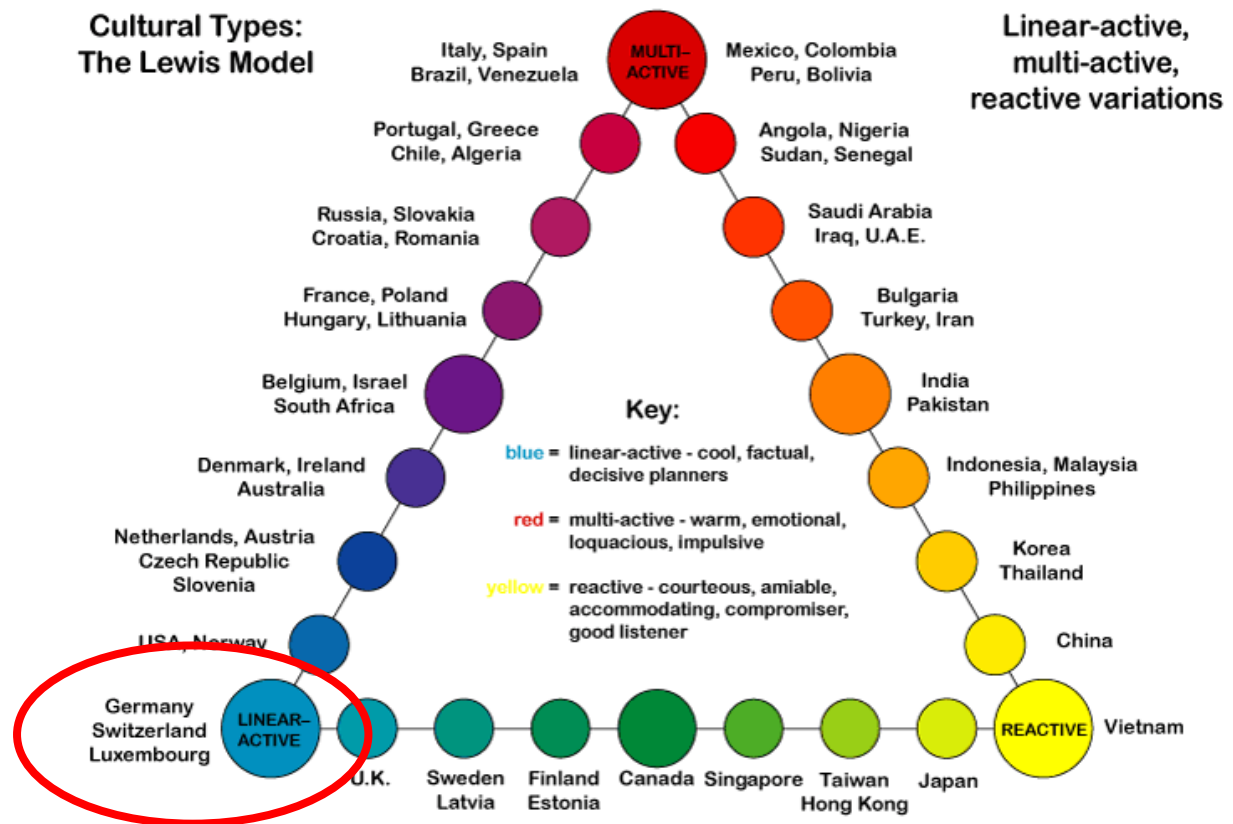 Cultural Types:
The Lewis Model
Linear-active,
multi-active,
reactive variations
MULTI-
ACTIVE
Italy, Spain
Brazil, Venezuela
Mexico, Colombia
Peru, Bolivia
Portugal, Greece
Chile, Algeria
Angola, Nigeria
Sudan, Senegal
Russia, Slovakia
Croatia, Romania
Saudi Arabia
Iraq, U.A.E.
France, Poland
Hungary, Lithuania
Bulgaria
Turkey, Iran
Belgium, Israel
South Africa
India
Pakistan
Key:
blue = linear-active - cool, factual,
decisive planners
red = multi-active - warm, emotional,
loquacious, impulsive
yellow = reactive - courteous, amiable,
accommodating, compromiser,
good listener
Denmark, Ireland
Australia
Indonesia, Malaysia
Philippines
Netherlands, Austria
Czech Republic
Slovenia
Korea
Thailand
USA, Norway
China
Germany
Switzerland
Luxembourg
LINEAR-
ACTIVE
U.K.
Sweden
Latvia
Finland
Estonia
Canada
Singapore
Taiwan
Hong Kong
Japan
REACTIVE
Vietnam